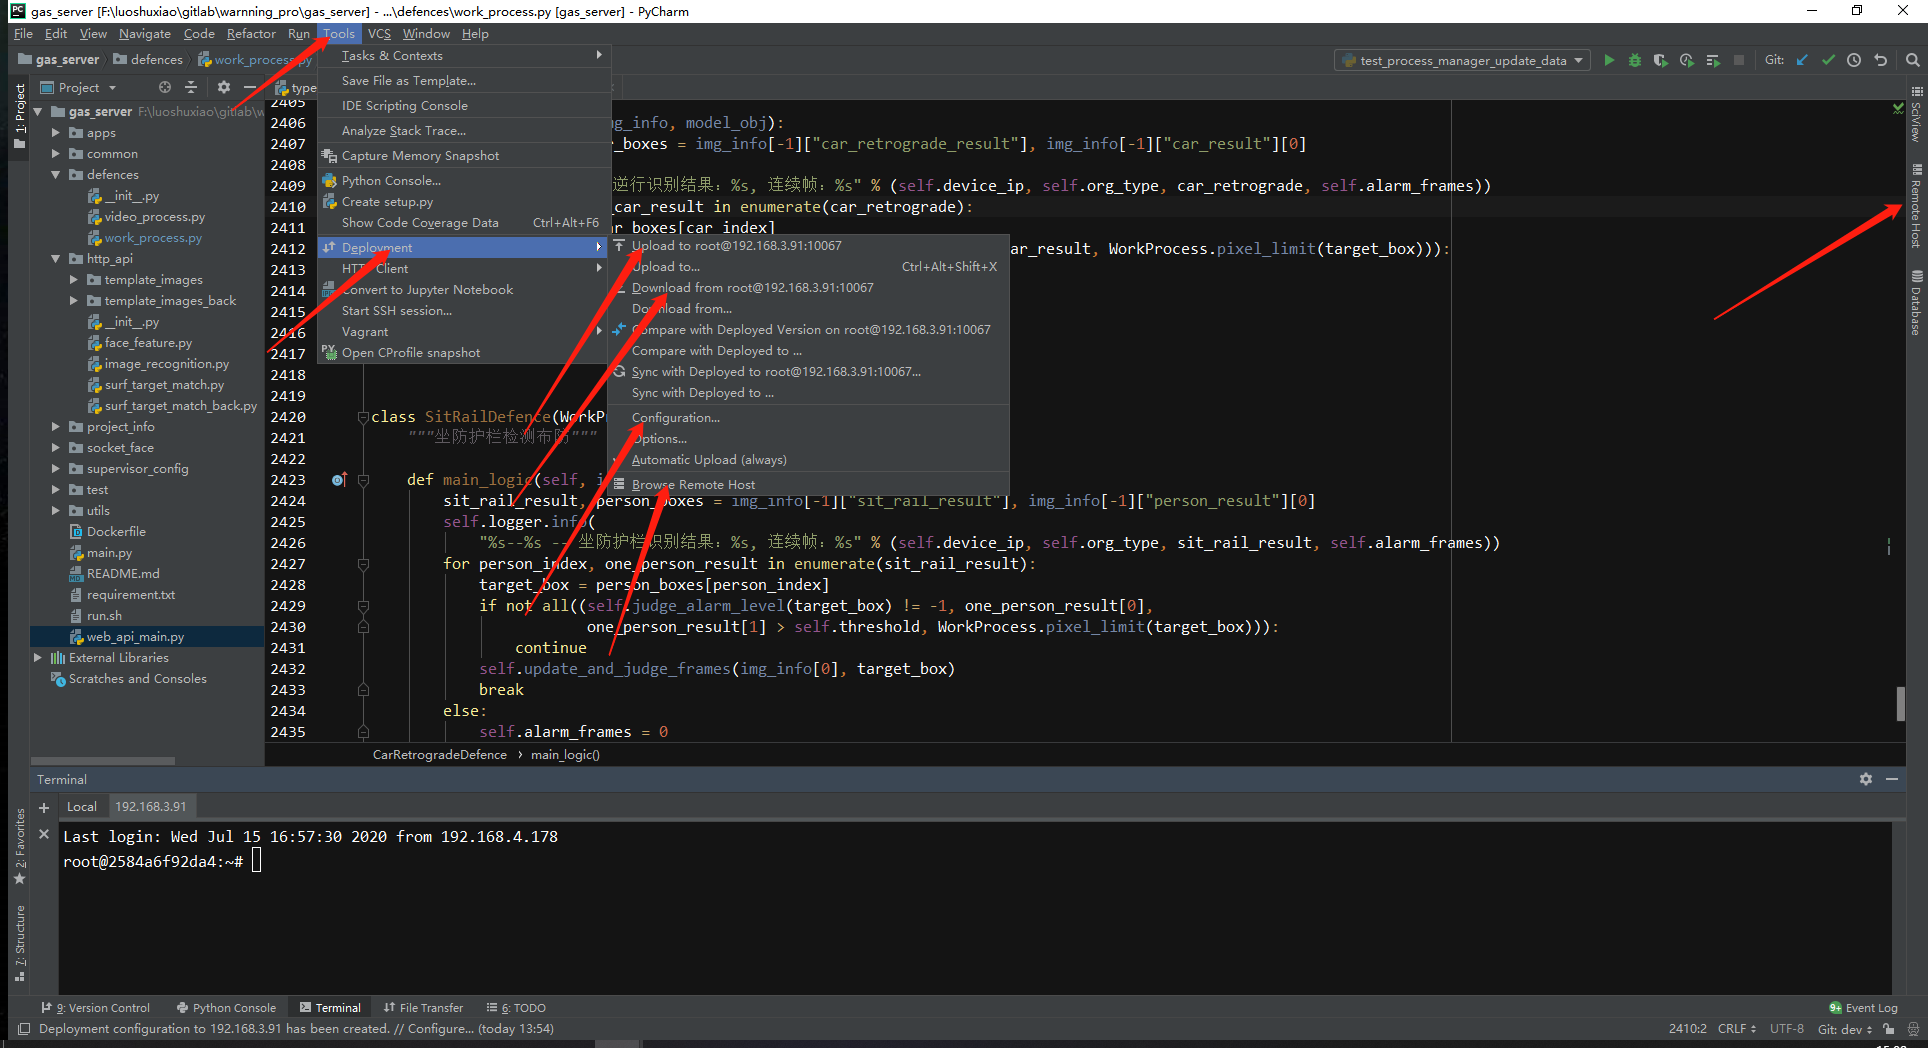 gas_server [F:\luoshuxiao\gitlab\warnning_pro\gas_server] - ...\defences\work_process.py [gas_server] - PyCharm
File Edit View Navigate Code Refactor Run Tools VCS Window Help
gas_server defences work_process.py
test_process_manager_update_data Git:
Project
type
1: Project
gas_server F:\luoshuxiao\gitlab\w
apps
common
defences
__init__.py
video_process.py
work_process.py
http_api
template_images
template_images_back
__init__.py
face_feature.py
image_recognition.py
surf_target_match.py
surf_target_match_back.py
project_info
socket_face
supervisor_config
test
utils
Dockerfile
main.py
README.md
requirement.txt
run.sh
web_api_main.py
External Libraries
Scratches and Consoles
Tasks & Contexts
Save File as Template...
IDE Scripting Console
Analyze Stack Trace...
Capture Memory Snapshot
Python Console...
Create setup.py
Show Code Coverage Data Ctrl+Alt+F6
Deployment
HTTP Client
Convert to Jupyter Notebook
Start SSH session...
Vagrant
Open CProfile snapshot
Upload to root@192.168.3.91:10067
Upload to... Ctrl+Alt+Shift+X
Download from root@192.168.3.91:10067
Download from...
Compare with Deployed Version on root@192.168.3.91:10067
Compare with Deployed to ...
Sync with Deployed to root@192.168.3.91:10067...
Sync with Deployed to ...
Configuration...
Options...
Automatic Upload (always)
Browse Remote Host
2405
2406 g_info, model_obj):
2407 r_boxes = img_info[-1]["car_retrograde_result"], img_info[-1]["car_result"][0]
2408
2409 逆行识别结果: %s, 连续帧: %s" % (self.device_ip, self.org_type, car_retrograde, self.alarm_frames))
2410 _car_result in enumerate(car_retrograde):
2411 ar_boxes[car_index]
2412 ar_result, WorkProcess.pixel_limit(target_box))):
2413
2414
2415
2416
2417
2418
2419
2420 class SitRailDefence(WorkPr
2421 """坐防护栏检测布防"""
2422
2423 def main_logic(self, i
2424 sit_rail_result, person_boxes = img_info[-1]["sit_rail_result"], img_info[-1]["person_result"][0]
2425 self.logger.info(
2426 "%s--%s -- 坐防护栏识别结果: %s, 连续帧: %s" % (self.device_ip, self.org_type, sit_rail_result, self.alarm_frames))
2427 for person_index, one_person_result in enumerate(sit_rail_result):
2428 target_box = person_boxes[person_index]
2429 if not all((self.judge_alarm_level(target_box) != -1, one_person_result[0],
2430 one_person_result[1] > self.threshold, WorkProcess.pixel_limit(target_box))):
2431 continue
2432 self.update_and_judge_frames(img_info[0], target_box)
2433 break
2434 else:
2435 self.alarm_frames = 0
CarRetrogradeDefence › main_logic()
SciView
Remote Host
Database
Terminal
Local 192.168.3.91
Last login: Wed Jul 15 16:57:30 2020 from 192.168.4.178
root@2584a6f92da4:~#
2: Favorites
7: Structure
9: Version Control Python Console Terminal File Transfer 6: TODO
9+ Event Log
Deployment configuration to 192.168.3.91 has been created. // Configure... (today 13:54)
2410:2 CRLF UTF-8 Git: dev